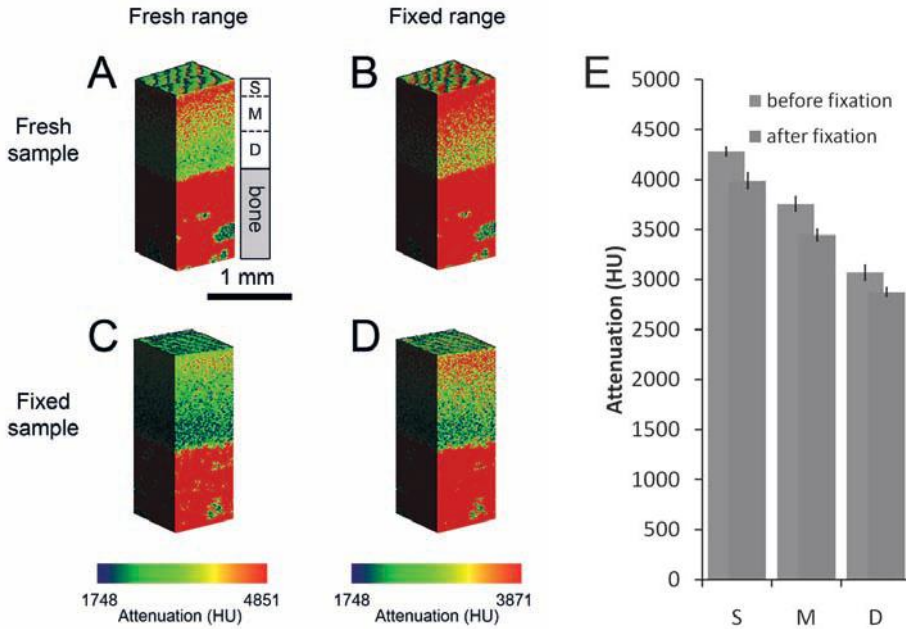 Fresh range
Fixed range
A
B
E
S
M
D
bone
Fresh
sample
1 mm
C
D
Fixed
sample
1748
4851
Attenuation (HU)
1748
3871
Attenuation (HU)
before fixation
after fixation
Attenuation (HU)
5000
4500
4000
3500
3000
2500
2000
1500
1000
500
0
S M D